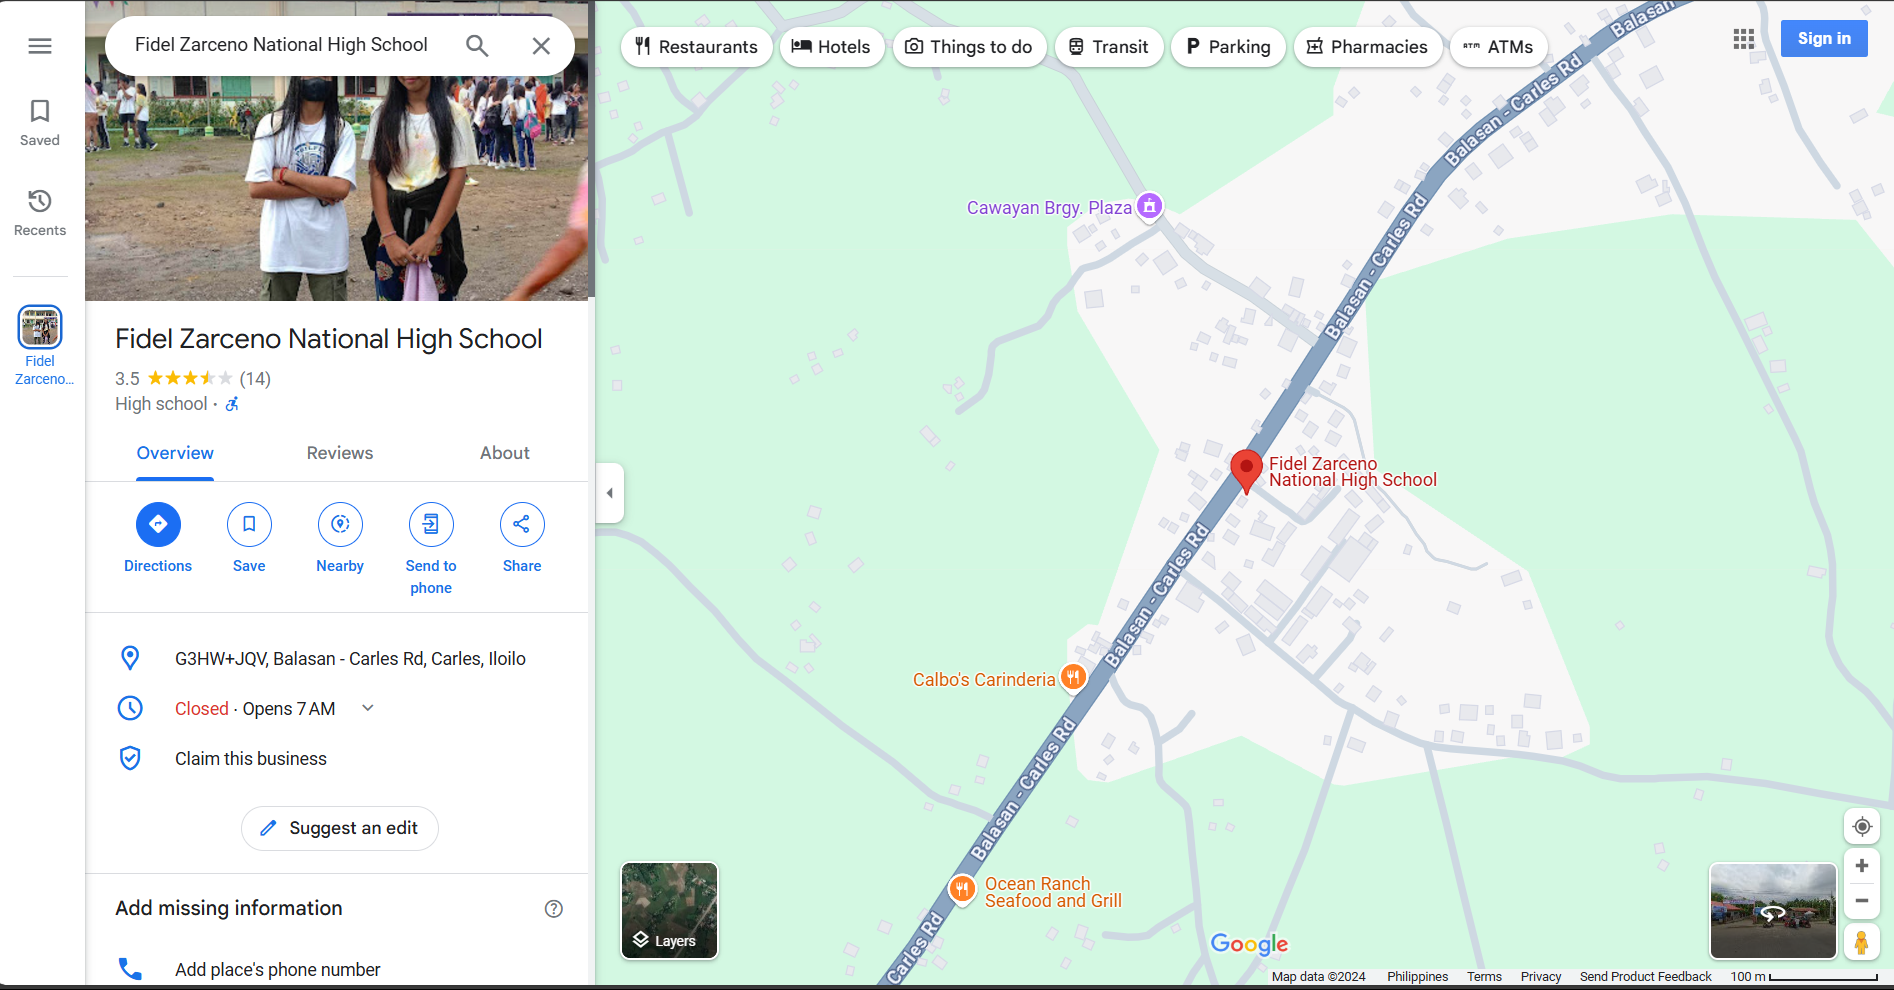 Fidel Zarceno National High School
Saved
Recents
Fidel
Zarceno...
Fidel Zarceno National High School
3.5 (14)
High school ·
Overview Reviews About
Directions Save Nearby Send to phone Share
G3HW+JQV, Balasan - Carles Rd, Carles, Iloilo
Closed · Opens 7 AM
Claim this business
Suggest an edit
Add missing information
Add place's phone number
Restaurants
Hotels
Things to do
Transit
P Parking
Pharmacies
ATM ATMs
Sign in
Balasan
Balasan - Carles Rd
Cawayan Brgy. Plaza
Balasan - Carles Rd
Fidel Zarceno
National High School
Balasan - Carles Rd
Calbo's Carinderia
Balasan - Carles Rd
Ocean Ranch
Seafood and Grill
Carles Rd
Layers
Google
Map data ©2024 Philippines Terms Privacy Send Product Feedback 100 m